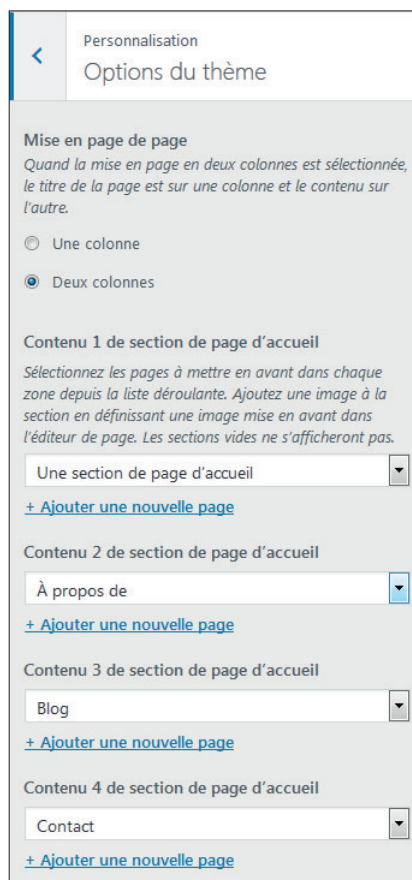 Personnalisation
Options du thème
Mise en page de page
Quand la mise en page en deux colonnes est sélectionnée,
le titre de la page est sur une colonne et le contenu sur
l'autre.
Une colonne
Deux colonnes
Contenu 1 de section de page d'accueil
Sélectionnez les pages à mettre en avant dans chaque
zone depuis la liste déroulante. Ajoutez une image à la
section en définissant une image mise en avant dans
l'éditeur de page. Les sections vides ne s'afficheront pas.
Une section de page d'accueil
+ Ajouter une nouvelle page
Contenu 2 de section de page d'accueil
À propos de
+ Ajouter une nouvelle page
Contenu 3 de section de page d'accueil
Blog
+ Ajouter une nouvelle page
Contenu 4 de section de page d'accueil
Contact
+ Ajouter une nouvelle page